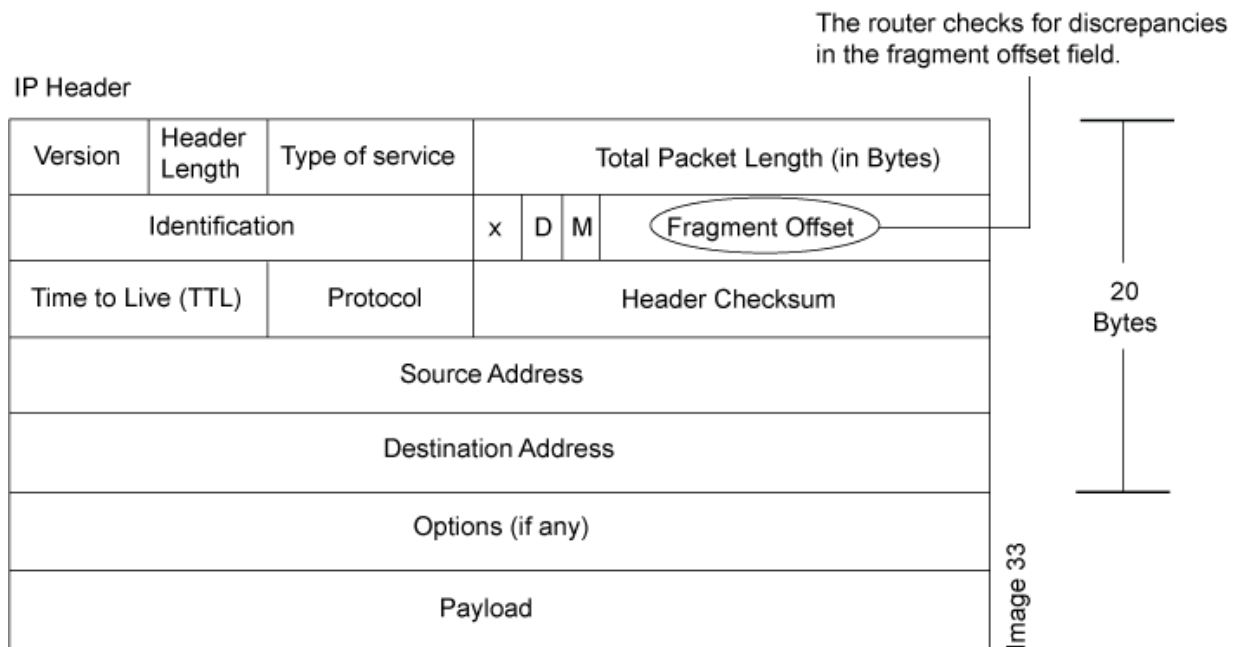 The router checks for discrepancies
in the fragment offset field.
IP Header
Version
Header
Length
Type of service
Total Packet Length (in Bytes)
Identification
x
D
M
Fragment Offset
Time to Live (TTL)
Protocol
Header Checksum
20
Bytes
Source Address
Destination Address
Options (if any)
Payload
Image 33